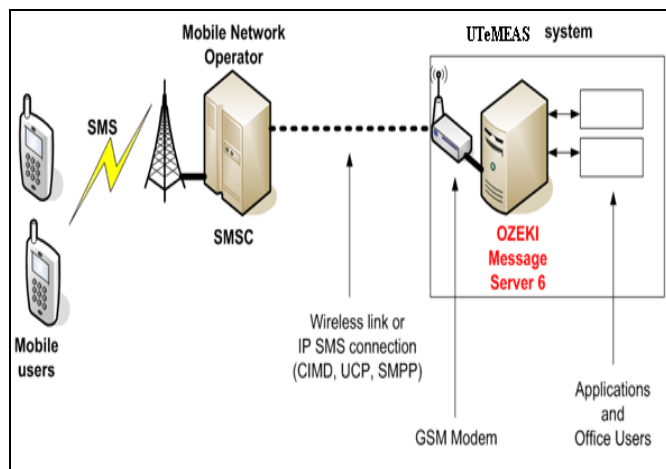 Mobile Network
Operator
UTeMEAS system
SMS
SMSC
OZEKI
Message
Server 6
Mobile
users
Wireless link or
IP SMS connection
(CIMD, UCP, SMPP)
GSM Modem
Applications
and
Office Users